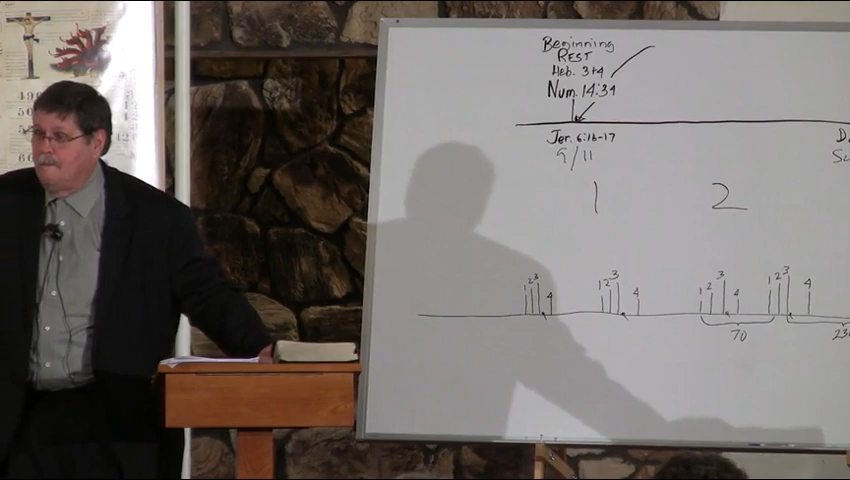 Beginning
REST
Heb. 3+4
Num. 14:34
Jer. 6:16-17
9/11
1 2
1 2 3 4 1 2 3 4 1 2 3 4 1 2 3 4
70